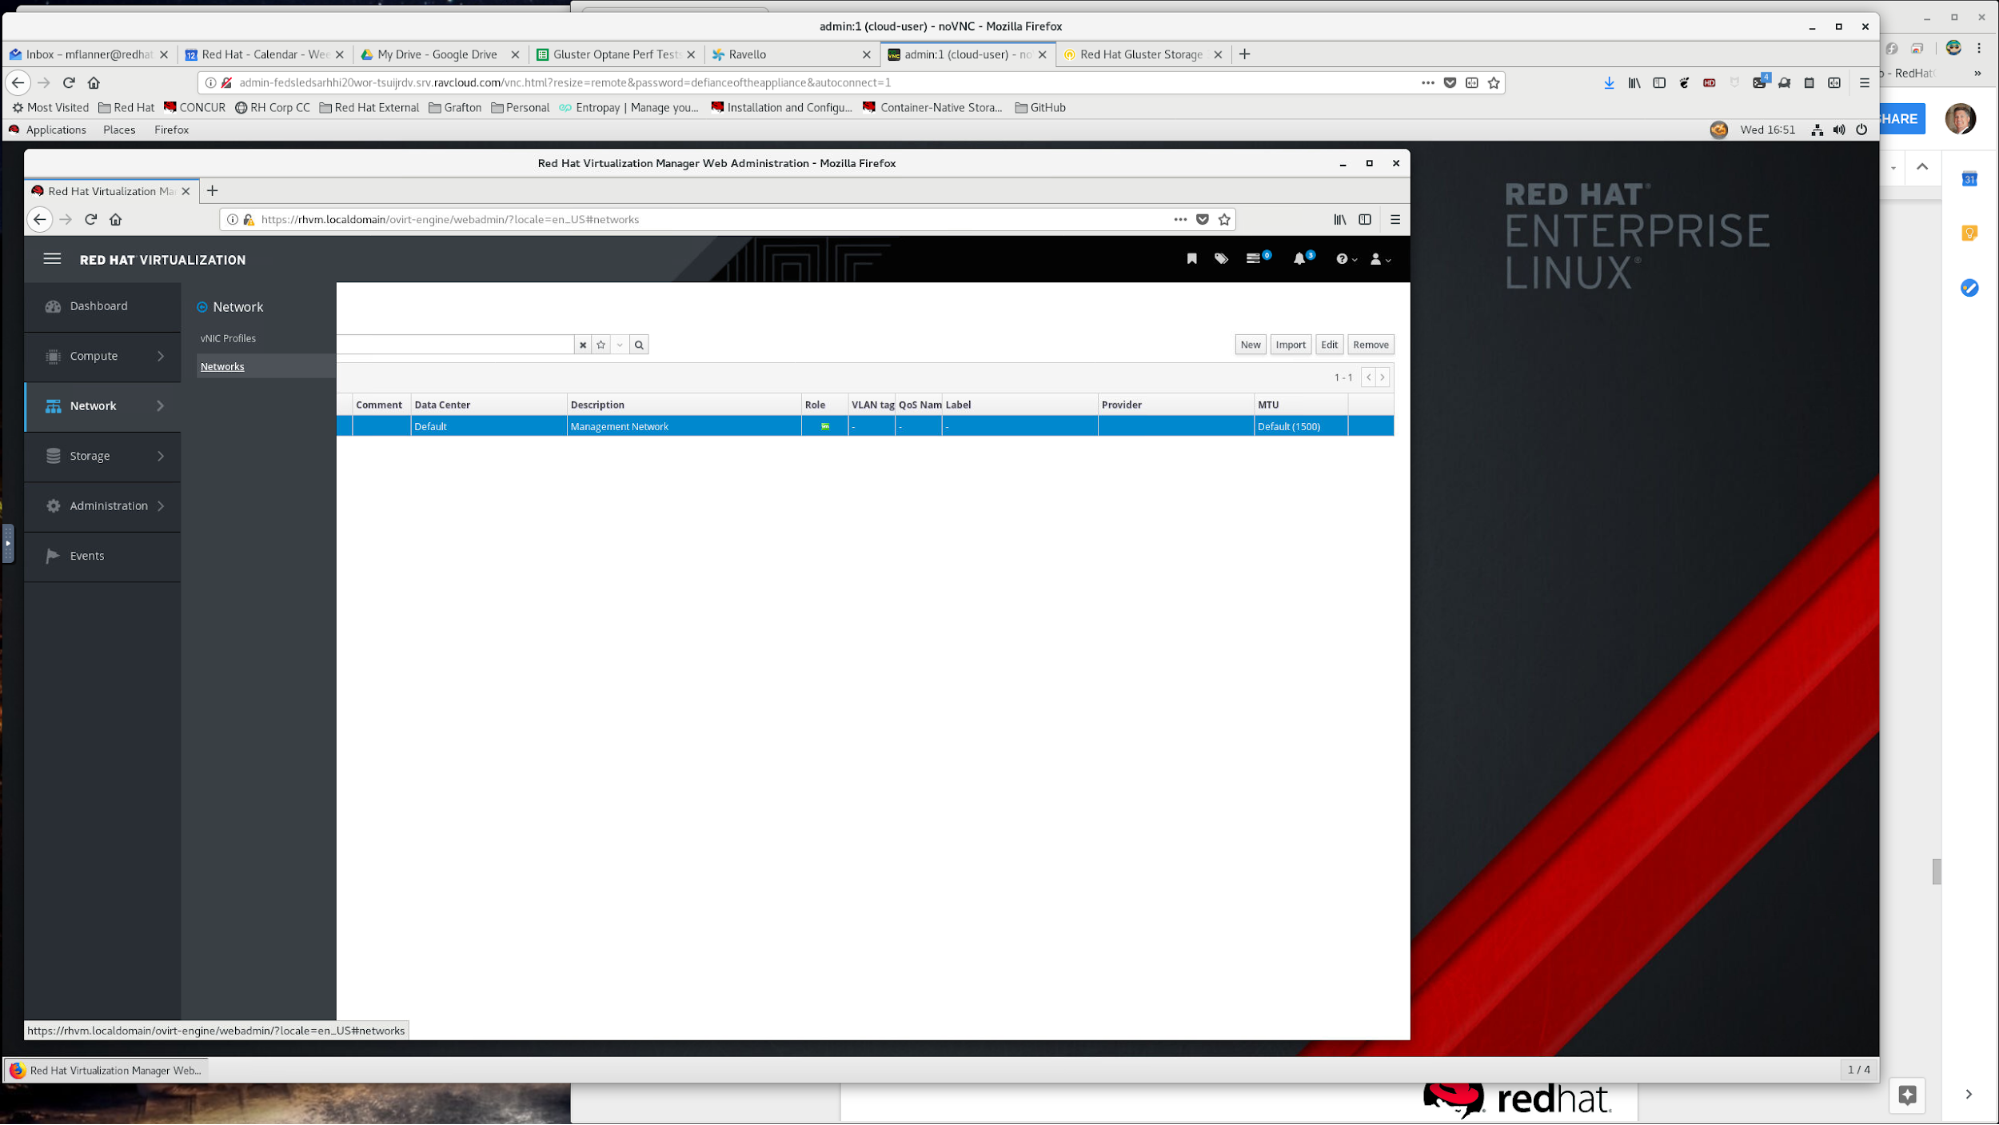 admin:1 (cloud-user) - noVNC - Mozilla Firefox
Inbox – mflanner@redhat
12 Red Hat - Calendar - Wee
My Drive - Google Drive
Gluster Optane Perf Tests
Ravello
admin:1 (cloud-user) - no
Red Hat Gluster Storage
admin-fedsledsarhhi20wor-tsuijrdv.srv.ravcloud.com/vnc.html?resize=remote&password=defianceoftheappliance&autoconnect=1
4
- RedHat
Most Visited Red Hat CONCUR RH Corp CC Red Hat External Grafton Personal Entropay | Manage you... Installation and Configu... Container-Native Stora... GitHub
Applications Places Firefox
Wed 16:51
SHARE
Red Hat Virtualization Manager Web Administration - Mozilla Firefox
RED HAT
ENTERPRISE
LINUX
31
Red Hat Virtualization Ma
https://rhvm.localdomain/ovirt-engine/webadmin/?locale=en_US#networks
RED HAT VIRTUALIZATION
0
3
Dashboard
Network
vNIC Profiles
Networks
Compute
Network
Storage
Administration
Events
New Import Edit Remove
1 - 1
Comment Data Center Description Role VLAN tag QoS Nam Label Provider MTU
Default Management Network - - - Default (1500)
https://rhvm.localdomain/ovirt-engine/webadmin/?locale=en_US#networks
Red Hat Virtualization Manager Web...
1 / 4
redhat.